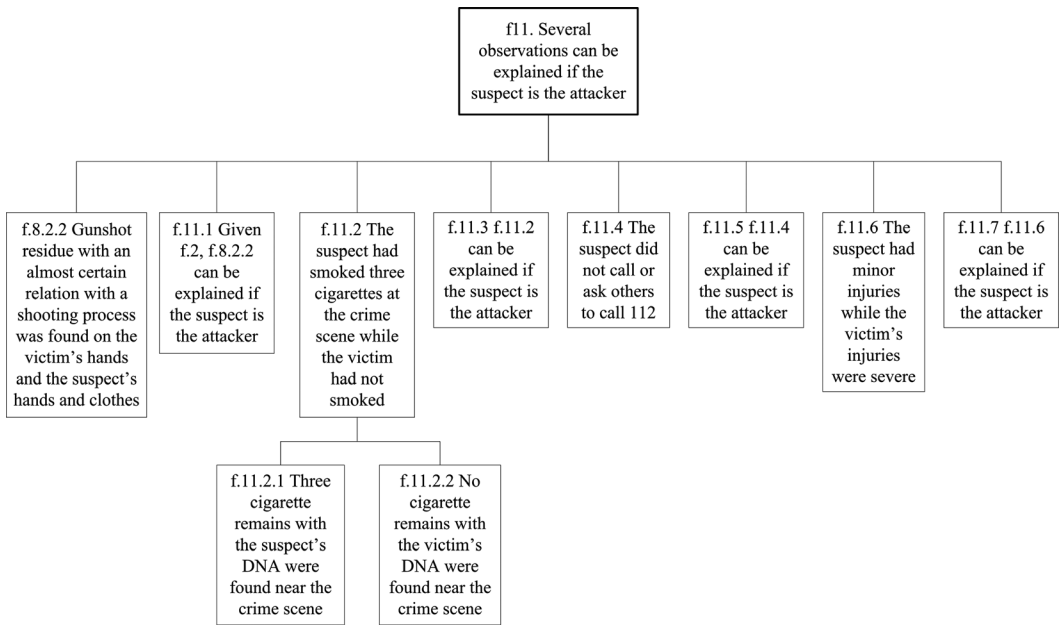 f11. Several
observations can be
explained if the
suspect is the attacker
f.8.2.2 Gunshot
residue with an
almost certain
relation with a
shooting process
was found on the
victim's hands
and the suspect's
hands and clothes
f.11.1 Given
f.2, f.8.2.2
can be
explained if
the suspect is
the attacker
f.11.2 The
suspect had
smoked three
cigarettes at
the crime
scene while
the victim
had not
smoked
f.11.3 f.11.2
can be
explained if
the suspect is
the attacker
f.11.4 The
suspect did
not call or
ask others
to call 112
f.11.5 f.11.4
can be
explained if
the suspect is
the attacker
f.11.6 The
suspect had
minor
injuries
while the
victim's
injuries
were severe
f.11.7 f.11.6
can be
explained if
the suspect is
the attacker
f.11.2.1 Three
cigarette
remains with
the suspect's
DNA were
found near the
crime scene
f.11.2.2 No
cigarette
remains with
the victim's
DNA were
found near the
crime scene